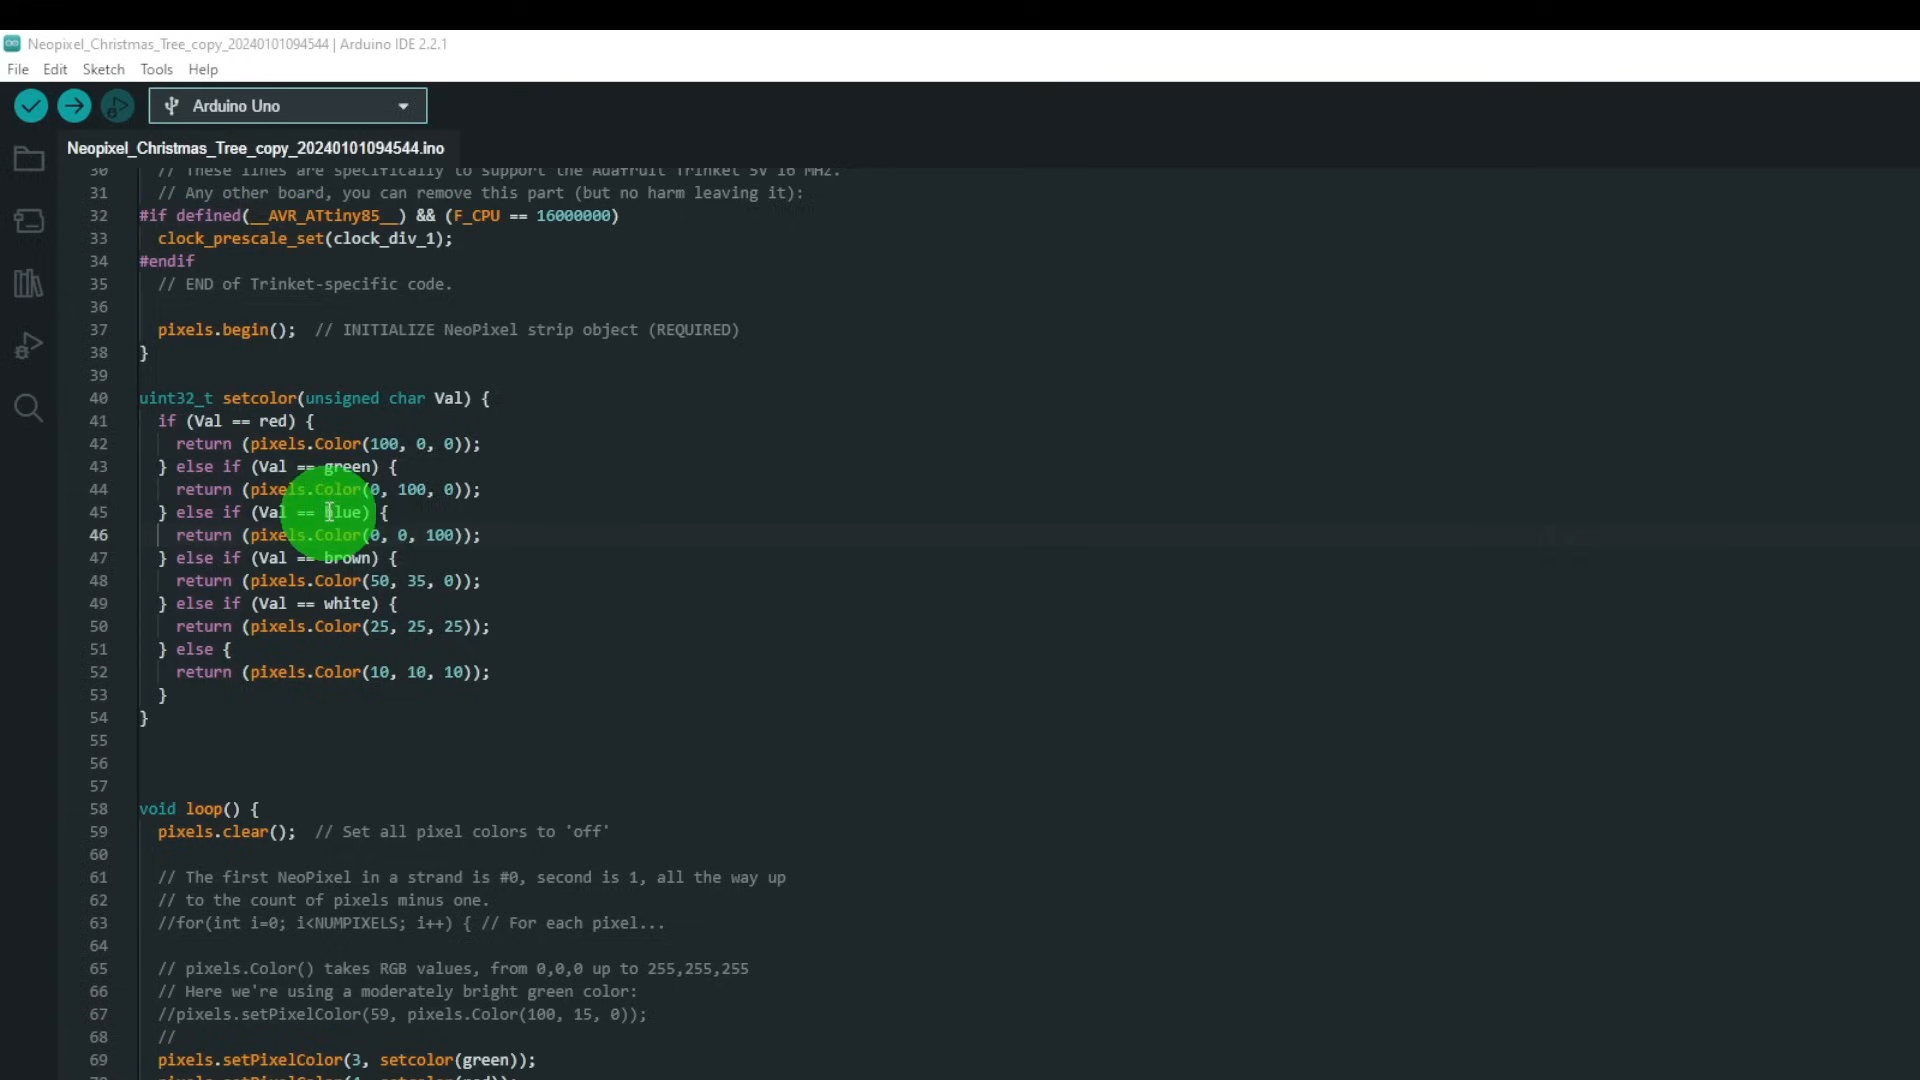 Neopixel_Christmas_Tree_copy_20240101094544 | Arduino IDE 2.2.1
File Edit Sketch Tools Help
Arduino Uno
Neopixel_Christmas_Tree_copy_20240101094544.ino
30 // These lines are specifically to support the Adafruit Trinket 5V 16 MHz.
31 // Any other board, you can remove this part (but no harm leaving it):
32 #if defined(__AVR_ATtiny85__) && (F_CPU == 16000000)
33 clock_prescale_set(clock_div_1);
34 #endif
35 // END of Trinket-specific code.
36
37 pixels.begin(); // INITIALIZE NeoPixel strip object (REQUIRED)
38 }
39
40 uint32_t setcolor(unsigned char Val) {
41 if (Val == red) {
42 return (pixels.Color(100, 0, 0));
43 } else if (Val == green) {
44 return (pixels.Color(0, 100, 0));
45 } else if (Val == blue) {
46 return (pixels.Color(0, 0, 100));
47 } else if (Val == brown) {
48 return (pixels.Color(50, 35, 0));
49 } else if (Val == white) {
50 return (pixels.Color(25, 25, 25));
51 } else {
52 return (pixels.Color(10, 10, 10));
53 }
54 }
55
56
57
58 void loop() {
59 pixels.clear(); // Set all pixel colors to 'off'
60
61 // The first NeoPixel in a strand is #0, second is 1, all the way up
62 // to the count of pixels minus one.
63 //for(int i=0; i<NUMPIXELS; i++) { // For each pixel...
64
65 // pixels.Color() takes RGB values, from 0,0,0 up to 255,255,255
66 // Here we're using a moderately bright green color:
67 //pixels.setPixelColor(59, pixels.Color(100, 15, 0));
68 //
69 pixels.setPixelColor(3, setcolor(green));
70 pixels.setPixelColor(4, setcolor(red));